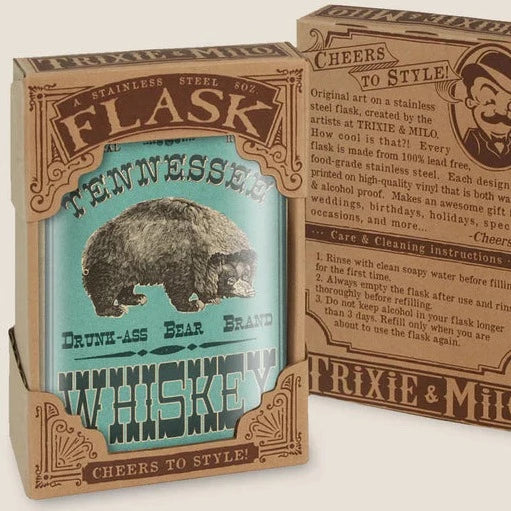 TRIXIE & MILO
A STAINLESS STEEL 8OZ.
FLASK
TENNESSEE
DRUNK-ASS BEAR BRAND
WHISKEY
CHEERS TO STYLE!
TRIXIE & MILO
CHEERS
TO STYLE!
Original art on a stainless
steel flask, created by the
artists at TRIXIE & MILO.
How cool is that?! Every
flask is made from 100% lead free,
food-grade stainless steel. Each design
printed on high-quality vinyl that is both
& alcohol proof. Makes an awesome gift
weddings, birthdays, holidays,
occasions, and more...
-Cheers
Care & Cleaning Instructions
1. Rinse with clean soapy water before
for the first time.
2. Always empty the flask after use and
thoroughly before refilling.
3. Do not keep alcohol in your flask longer
than 3 days. Refill only when you are
about to use the flask again.
TRIXIE & MILO